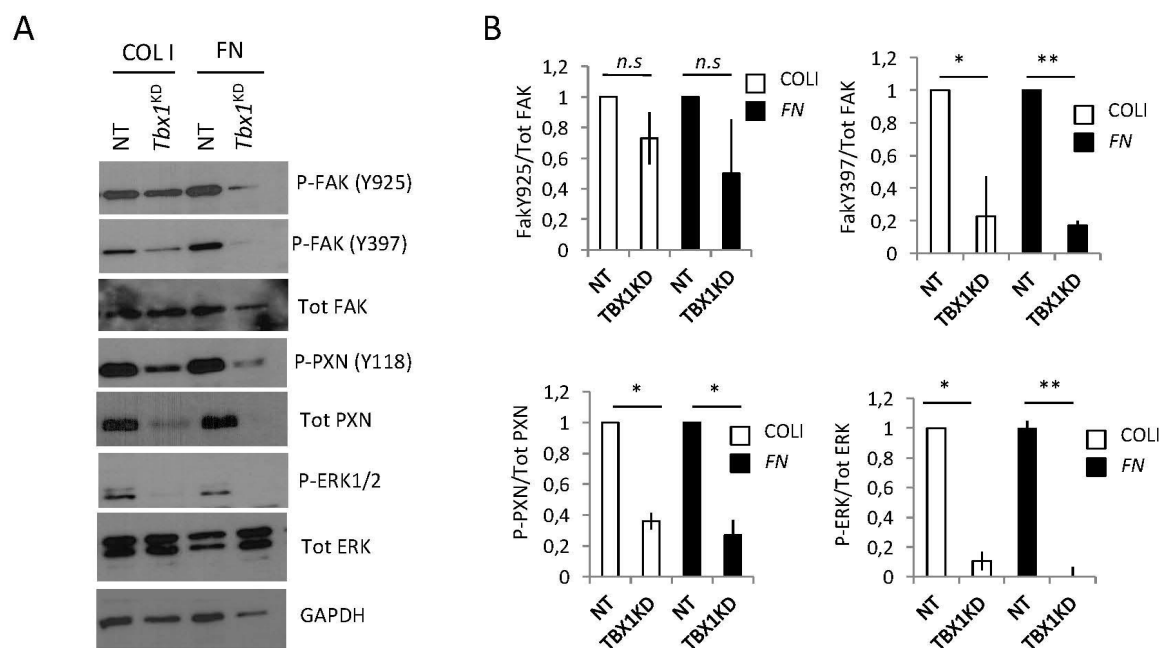 A
COL I
FN
NT
Tbx1KD
NT
Tbx1KD
P-FAK (Y925)
P-FAK (Y397)
Tot FAK
P-PXN (Y118)
Tot PXN
P-ERK1/2
Tot ERK
GAPDH
B
FakY925/Tot FAK
1,2
1
0,8
0,6
0,4
0,2
0
n.s
n.s
COLI
FN
NT
TBX1KD
NT
TBX1KD
FakY397/Tot FAK
1,2
1
0,8
0,6
0,4
0,2
0
*
**
COLI
FN
NT
TBX1KD
NT
TBX1KD
P-PXN/Tot PXN
1,2
1
0,8
0,6
0,4
0,2
0
*
*
COLI
FN
NT
TBX1KD
NT
TBX1KD
P-ERK/Tot ERK
1,2
1
0,8
0,6
0,4
0,2
0
*
**
COLI
FN
NT
TBX1KD
NT
TBX1KD